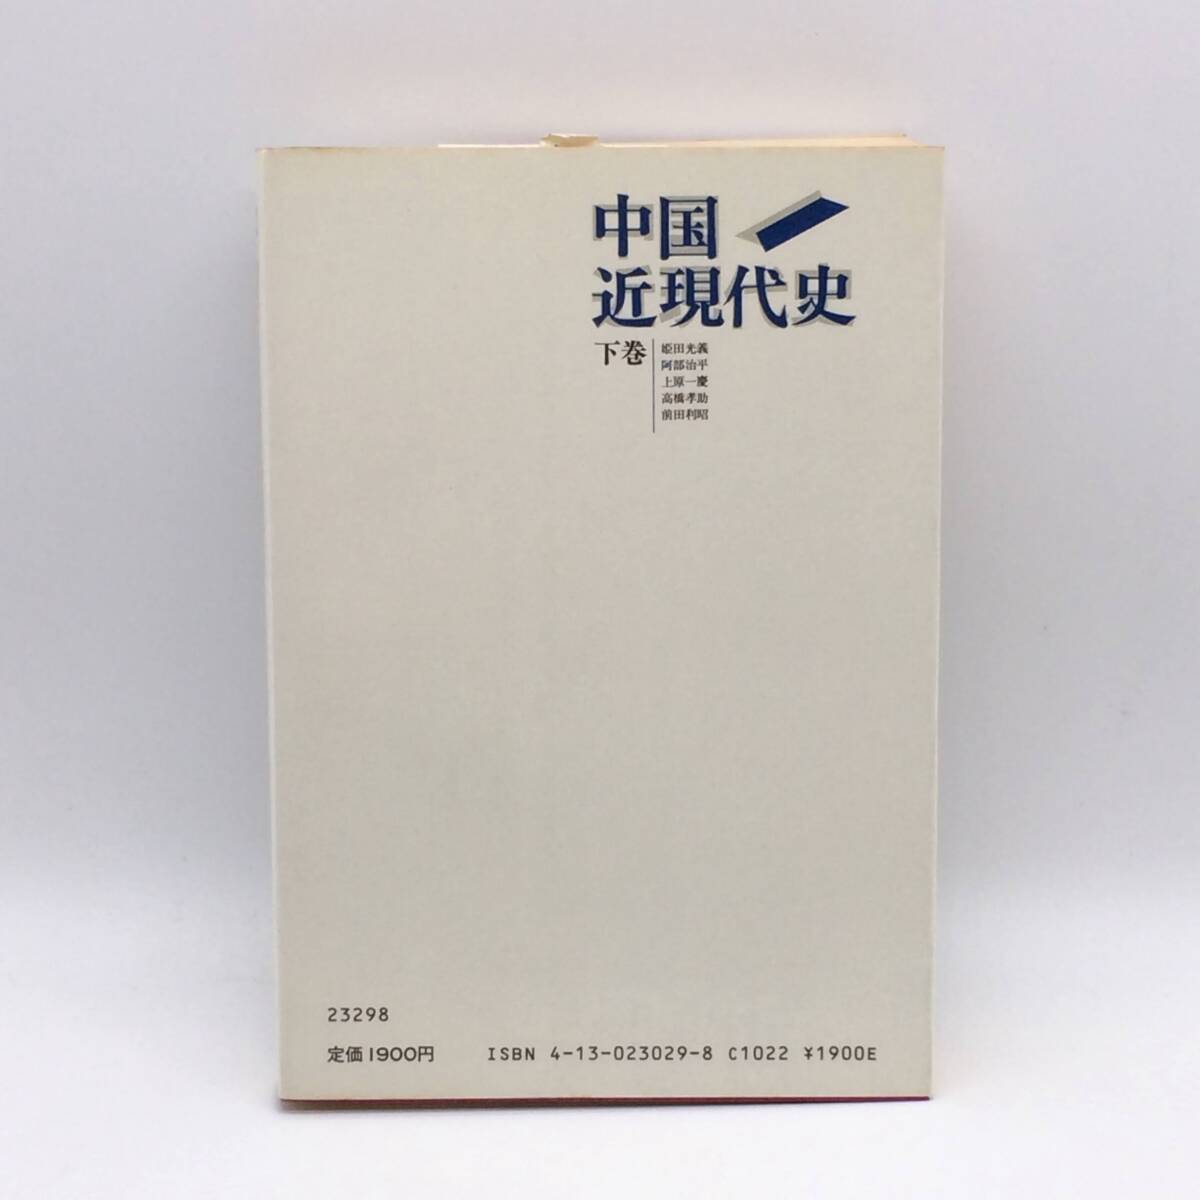 中国
近現代史
下巻
姫田光義
阿部治平
上原一慶
高橋孝助
前田利昭
23298
定価1900円
ISBN 4-13-023029-8 C1022 ¥1900E